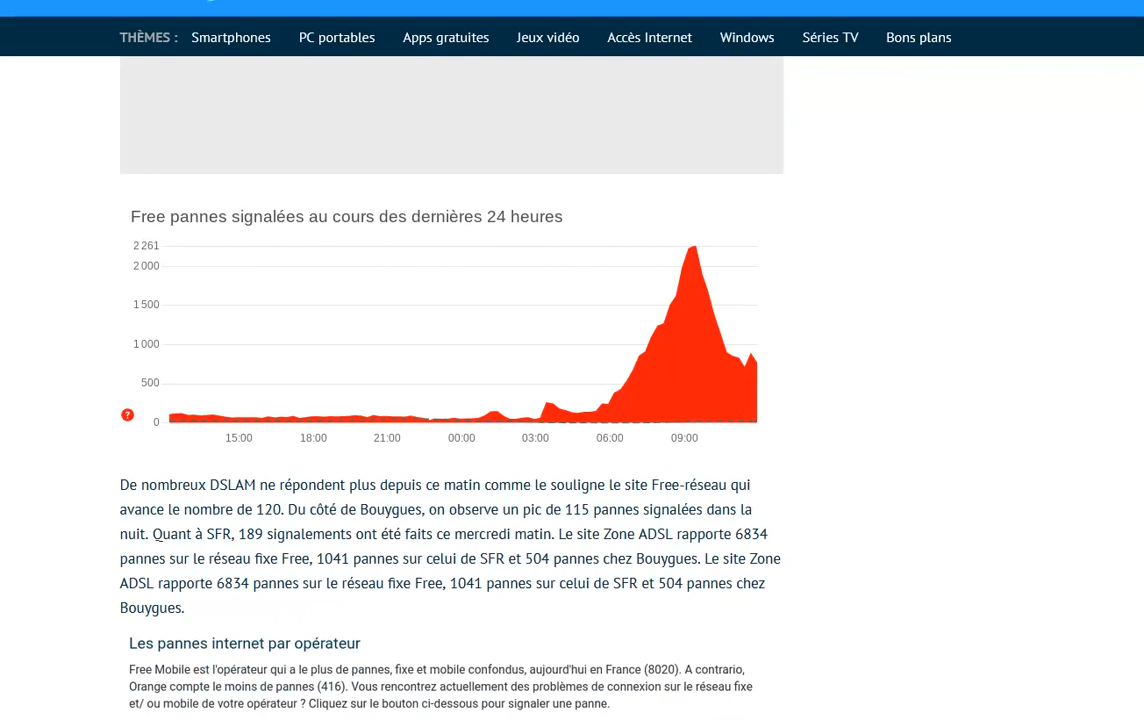 THÈMES : Smartphones PC portables Apps gratuites Jeux vidéo Accès Internet Windows Séries TV Bons plans
Free pannes signalées au cours des dernières 24 heures
2 261
2 000
1 500
1 000
500
?
0
15:00 18:00 21:00 00:00 03:00 06:00 09:00
De nombreux DSLAM ne répondent plus depuis ce matin comme le souligne le site Free-réseau qui
avance le nombre de 120. Du côté de Bouygues, on observe un pic de 115 pannes signalées dans la
nuit. Quant à SFR, 189 signalements ont été faits ce mercredi matin. Le site Zone ADSL rapporte 6834
pannes sur le réseau fixe Free, 1041 pannes sur celui de SFR et 504 pannes chez Bouygues. Le site Zone
ADSL rapporte 6834 pannes sur le réseau fixe Free, 1041 pannes sur celui de SFR et 504 pannes chez
Bouygues.
Les pannes internet par opérateur
Free Mobile est l'opérateur qui a le plus de pannes, fixe et mobile confondus, aujourd'hui en France (8020). A contrario,
Orange compte le moins de pannes (416). Vous rencontrez actuellement des problèmes de connexion sur le réseau fixe
et/ ou mobile de votre opérateur ? Cliquez sur le bouton ci-dessous pour signaler une panne.